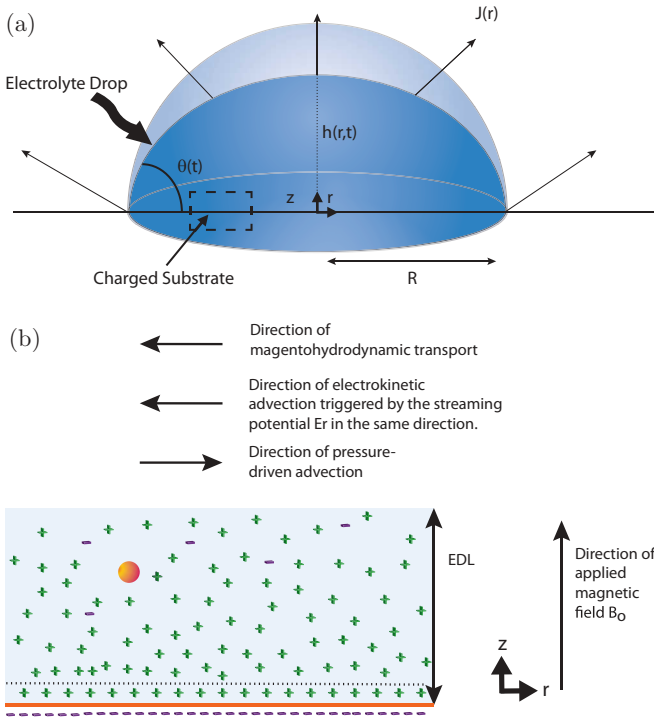 (a)
J(r)
Electrolyte Drop
h(r,t)
θ(t)
z
r
Charged Substrate
R
(b)
Direction of
magentohydrodynamic transport
Direction of electrokinetic
advection triggered by the streaming
potential Er in the same direction.
Direction of pressure-
driven advection
EDL
Direction of
applied
magnetic
field Bo
z
r